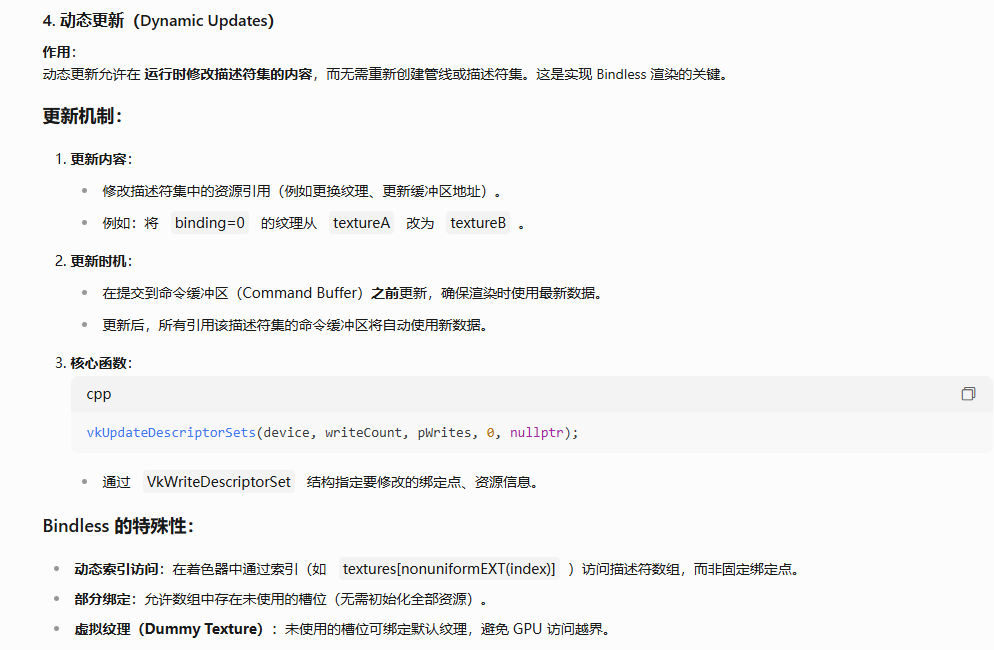 4. 动态更新（Dynamic Updates）
作用：
动态更新允许在 运行时修改描述符集的内容，而无需重新创建管线或描述符集。这是实现 Bindless 渲染的关键。
更新机制：
1. 更新内容：
• 修改描述符集中的资源引用（例如更换纹理、更新缓冲区地址）。
• 例如：将 binding=0 的纹理从 textureA 改为 textureB 。
2. 更新时机：
• 在提交到命令缓冲区（Command Buffer）之前更新，确保渲染时使用最新数据。
• 更新后，所有引用该描述符集的命令缓冲区将自动使用新数据。
3. 核心函数：
cpp
vkUpdateDescriptorSets(device, writeCount, pWrites, 0, nullptr);
• 通过 VkWriteDescriptorSet 结构指定要修改的绑定点、资源信息。
Bindless 的特殊性：
• 动态索引访问：在着色器中通过索引（如 textures[nonuniformEXT(index)] ）访问描述符数组，而非固定绑定点。
• 部分绑定：允许数组中存在未使用的槽位（无需初始化全部资源）。
• 虚拟纹理（Dummy Texture）：未使用的槽位可绑定默认纹理，避免 GPU 访问越界。